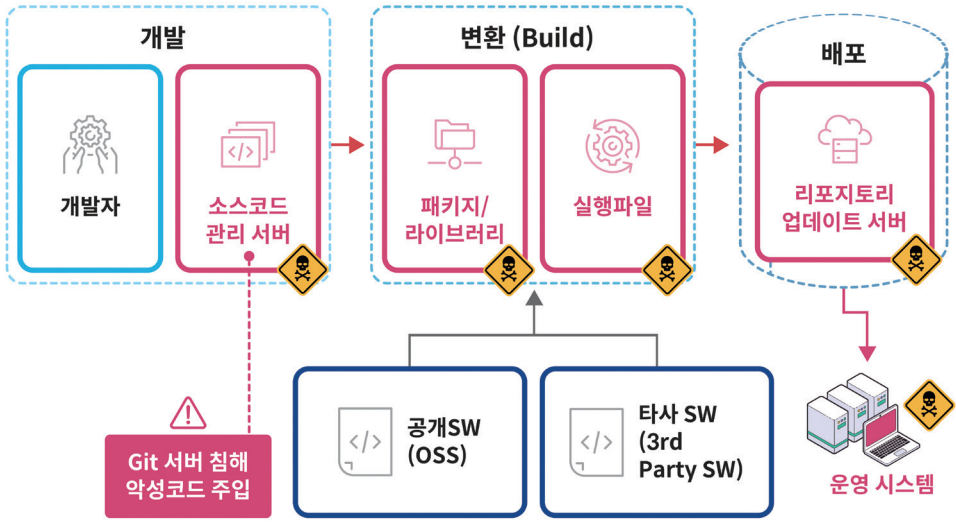 개발
변환 (Build)
배포
개발자
소스코드
관리 서버
패키지/
라이브러리
실행파일
리포지토리
업데이트 서버
Git 서버 침해
악성코드 주입
공개SW
(OSS)
타사 SW
(3rd
Party SW)
운영 시스템